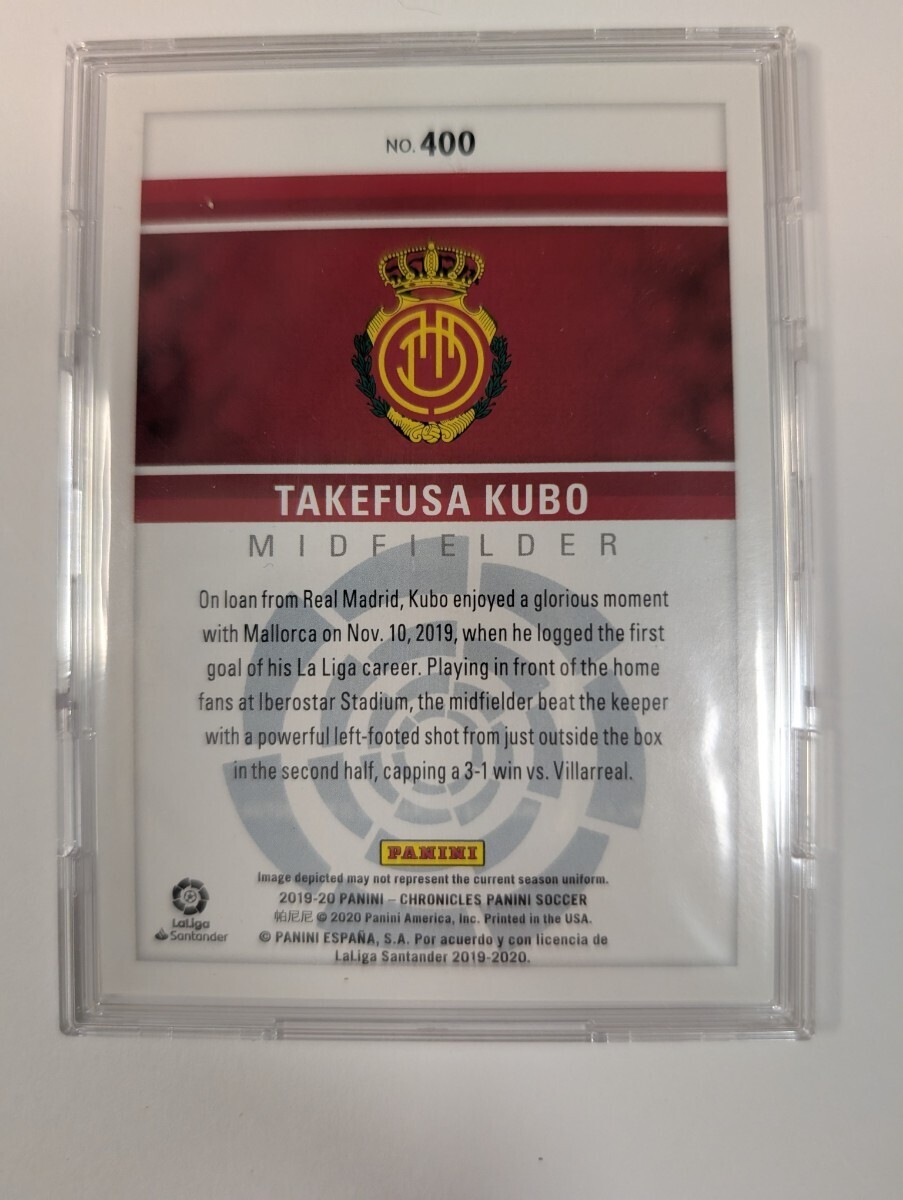 NO. 400
TAKEFUSA KUBO
MIDFIELDER
On loan from Real Madrid, Kubo enjoyed a glorious moment
with Mallorca on Nov. 10, 2019, when he logged the first
goal of his La Liga career. Playing in front of the home
fans at Iberostar Stadium, the midfielder beat the keeper
with a powerful left-footed shot from just outside the box
in the second half, capping a 3-1 win vs. Villarreal.
PANINI
Image depicted may not represent the current season uniform.
2019-20 PANINI – CHRONICLES PANINI SOCCER
帕尼尼 © 2020 Panini America, Inc. Printed in the USA.
© PANINI ESPAÑA, S.A. Por acuerdo y con licencia de
LaLiga Santander 2019-2020.
LaLiga
Santander